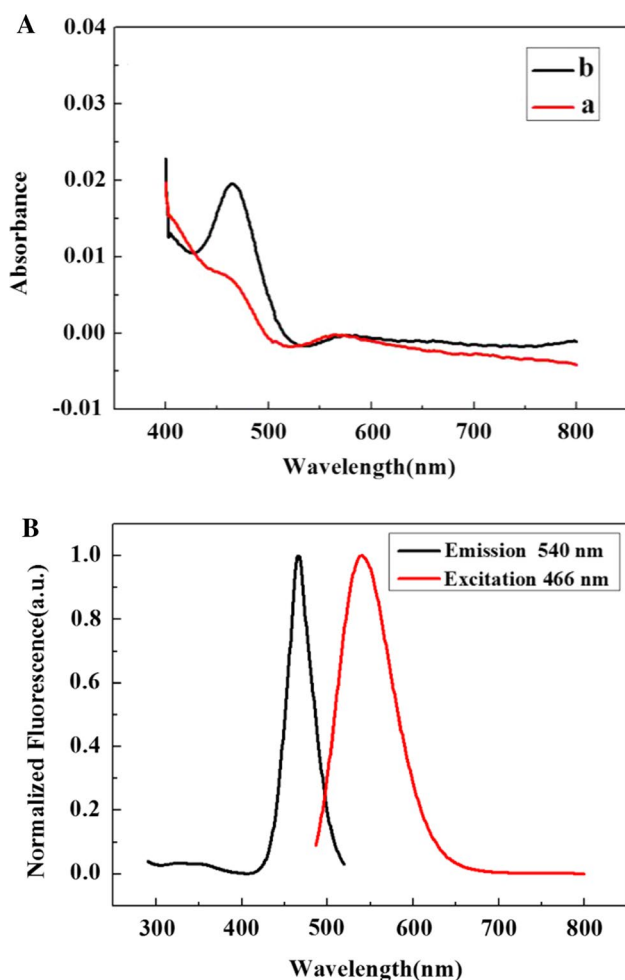 A
0.04
b
a
0.03
0.02
0.01
0.00
-0.01
Absorbance
400 500 600 700 800
Wavelength(nm)
B
1.0
Emission 540 nm
Excitation 466 nm
0.8
0.6
0.4
0.2
0.0
Normalized Fluorescence(a.u.)
300 400 500 600 700 800
Wavelength(nm)